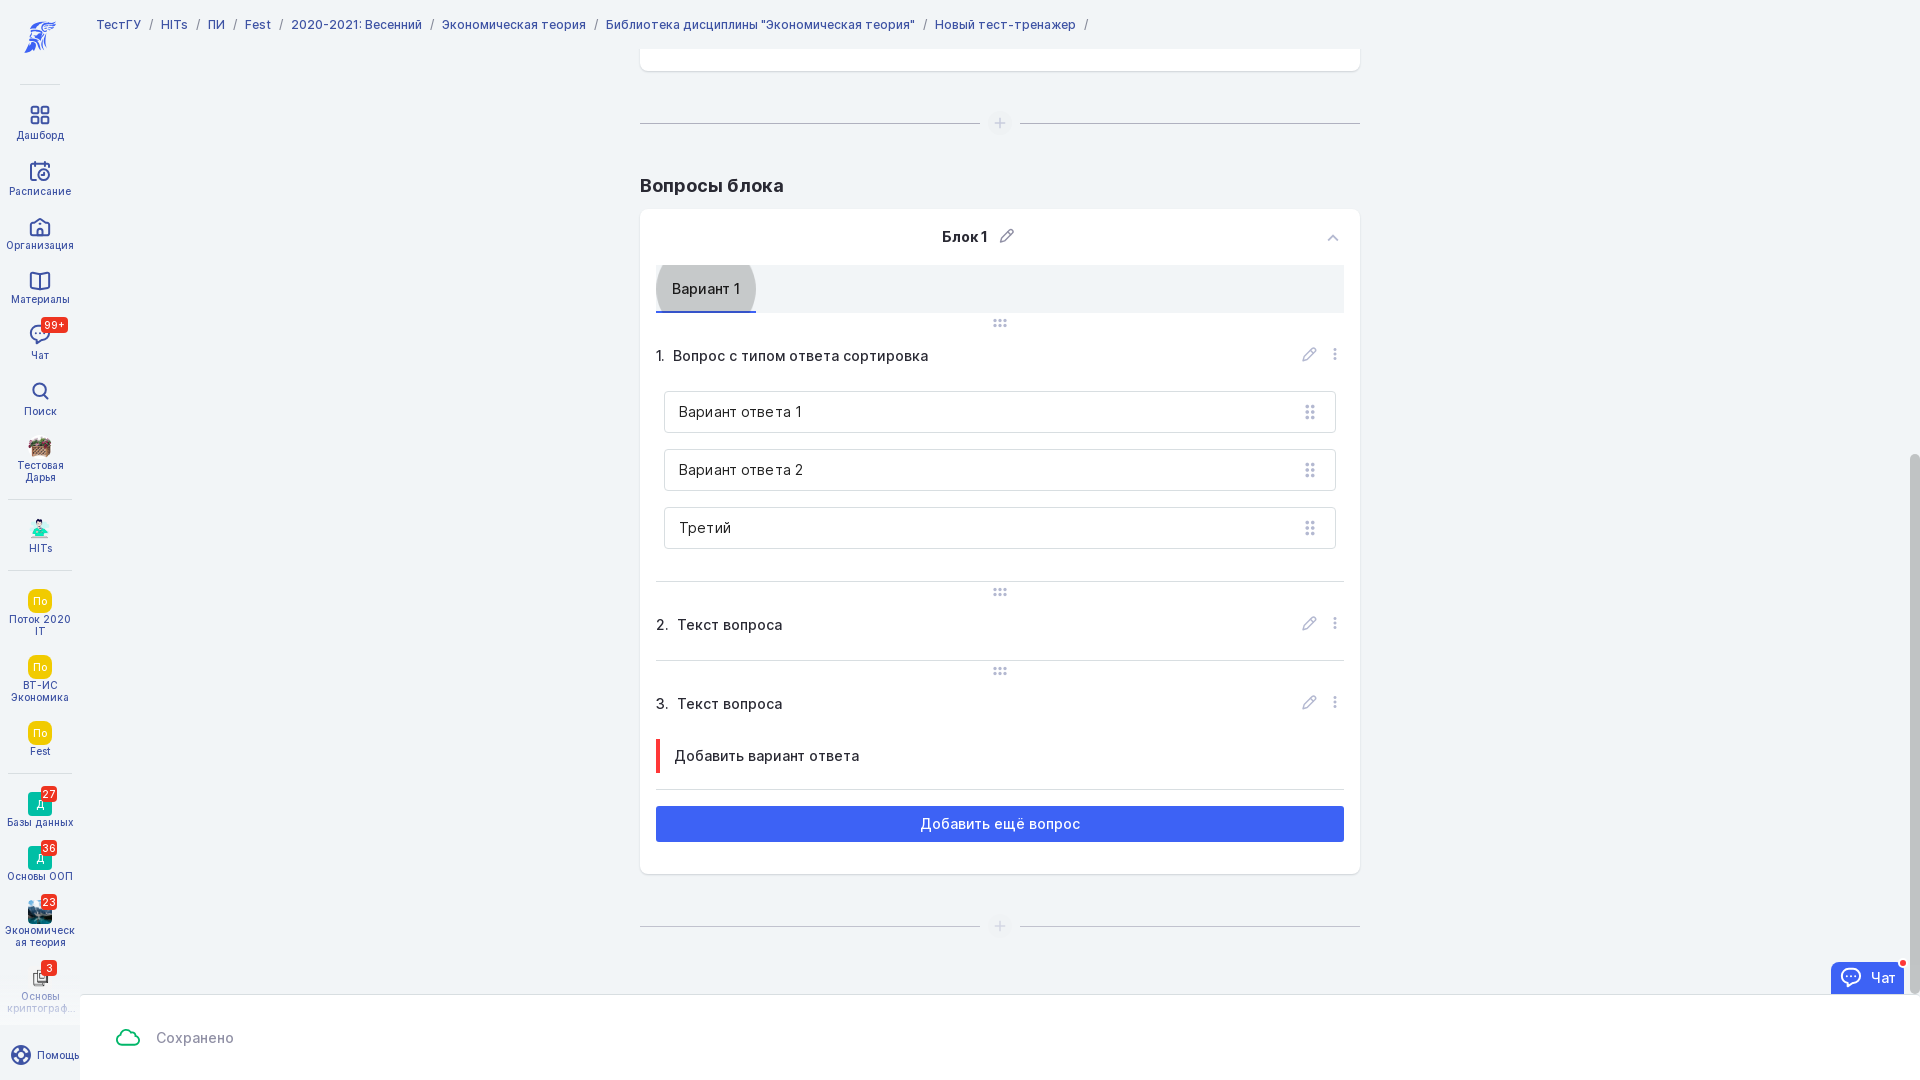 ТестГУ / HITs / ПИ / Fest / 2020-2021: Весенний / Экономическая теория / Библиотека дисциплины "Экономическая теория" / Новый тест-тренажер /
Дашборд
Расписание
Организация
Материалы
99+
Чат
Поиск
Тестовая
Дарья
HITs
По
Поток 2020
IT
По
ВТ-ИС
Экономика
По
Fest
27
Д
Базы данных
36
Д
Основы ООП
23
Экономическ
ая теория
3
Основы
криптограф...
Помощь
Вопросы блока
Блок 1
Вариант 1
1. Вопрос с типом ответа сортировка
Вариант ответа 1
Вариант ответа 2
Третий
2. Текст вопроса
3. Текст вопроса
Добавить вариант ответа
Добавить ещё вопрос
Чат
Сохранено